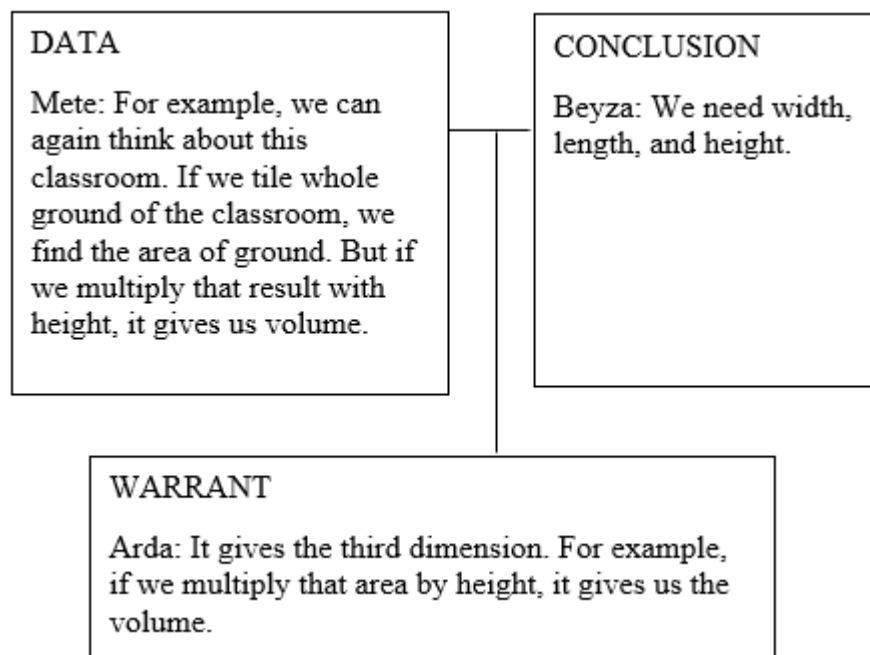 DATA
Mete: For example, we can
again think about this
classroom. If we tile whole
ground of the classroom, we
find the area of ground. But if
we multiply that result with
height, it gives us volume.
CONCLUSION
Beyza: We need width,
length, and height.
WARRANT
Arda: It gives the third dimension. For example,
if we multiply that area by height, it gives us the
volume.